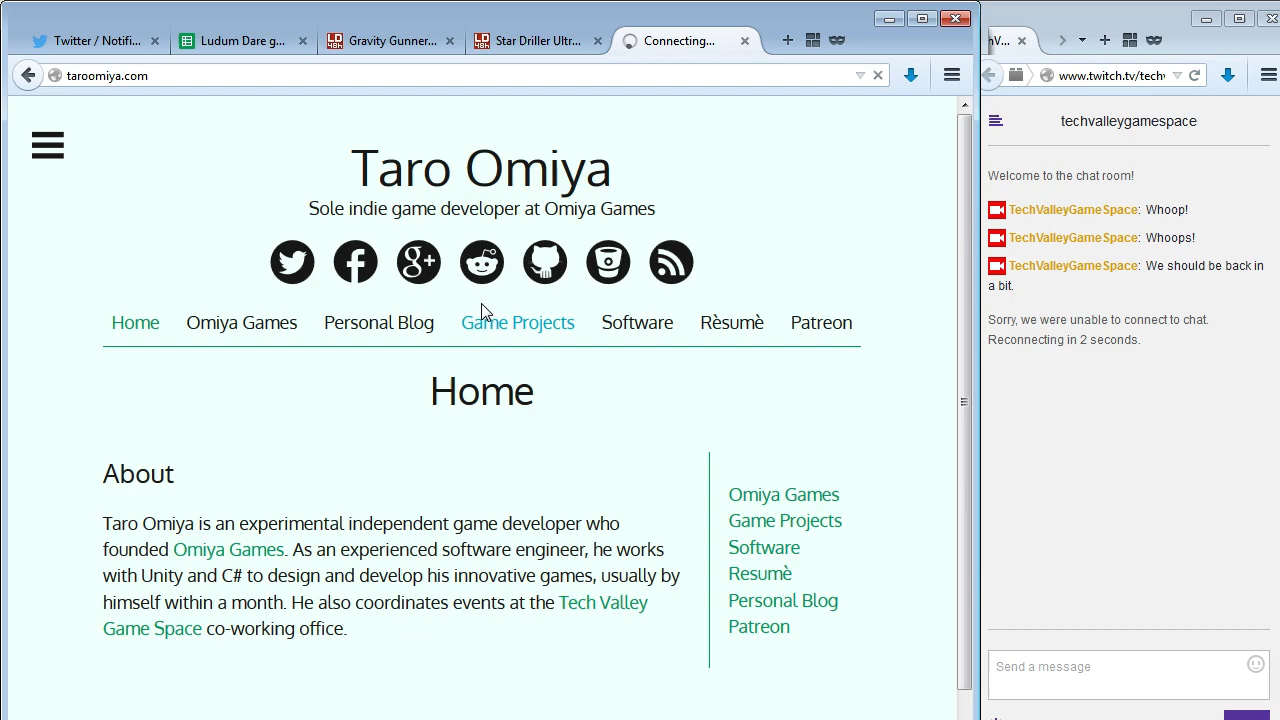 Twitter / Notifi...
Ludum Dare g...
Gravity Gunner...
Star Driller Ultr...
Connecting...
taroomiya.com
www.twitch.tv/tech
Taro Omiya
Sole indie game developer at Omiya Games
Home
Omiya Games
Personal Blog
Game Projects
Software
Rèsumè
Patreon
Home
About
Taro Omiya is an experimental independent game developer who
founded Omiya Games. As an experienced software engineer, he works
with Unity and C# to design and develop his innovative games, usually by
himself within a month. He also coordinates events at the Tech Valley
Game Space co-working office.
Omiya Games
Game Projects
Software
Resumè
Personal Blog
Patreon
techvalleygamespace
Welcome to the chat room!
TechValleyGameSpace: Whoop!
TechValleyGameSpace: Whoops!
TechValleyGameSpace: We should be back in
a bit.
Sorry, we were unable to connect to chat.
Reconnecting in 2 seconds.
Send a message